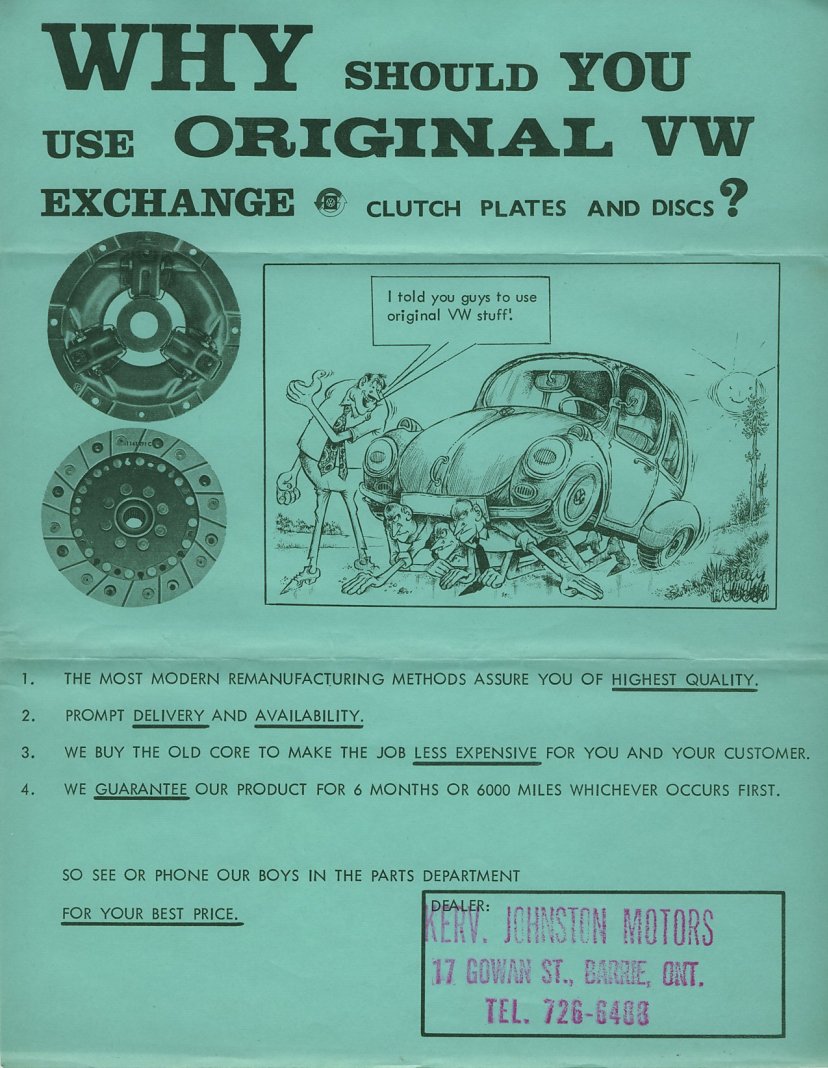 WHY SHOULD YOU
USE ORIGINAL VW
EXCHANGE CLUTCH PLATES AND DISCS?
I told you guys to use
original VW stuff!
1. THE MOST MODERN REMANUFACTURING METHODS ASSURE YOU OF HIGHEST QUALITY.
2. PROMPT DELIVERY AND AVAILABILITY.
3. WE BUY THE OLD CORE TO MAKE THE JOB LESS EXPENSIVE FOR YOU AND YOUR CUSTOMER.
4. WE GUARANTEE OUR PRODUCT FOR 6 MONTHS OR 6000 MILES WHICHEVER OCCURS FIRST.
SO SEE OR PHONE OUR BOYS IN THE PARTS DEPARTMENT
FOR YOUR BEST PRICE.
DEALER:
KERV. JOHNSTON MOTORS
17 GOWAN ST., BARRIE, ONT.
TEL. 726-6488